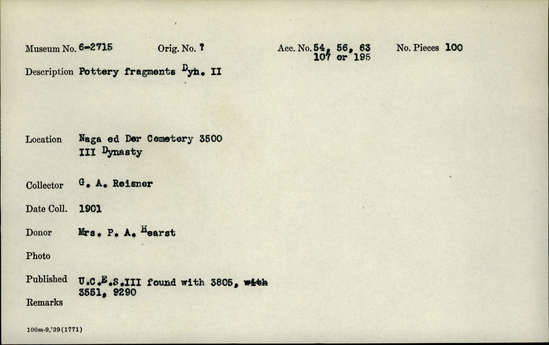 Museum No. 6-2715 Orig. No. ? Acc. No. 54, 56, 63 No. Pieces 100
107 or 195
Description Pottery fragments Dyn. II
Location Naga ed Der Cemetery 3500
III Dynasty
Collector G. A. Reisner
Date Coll. 1901
Donor Mrs. P. A. Hearst
Photo
Published U.C.E.S.III found with 3805, with
3551, 9290
Remarks
100m-9,'39(1771)